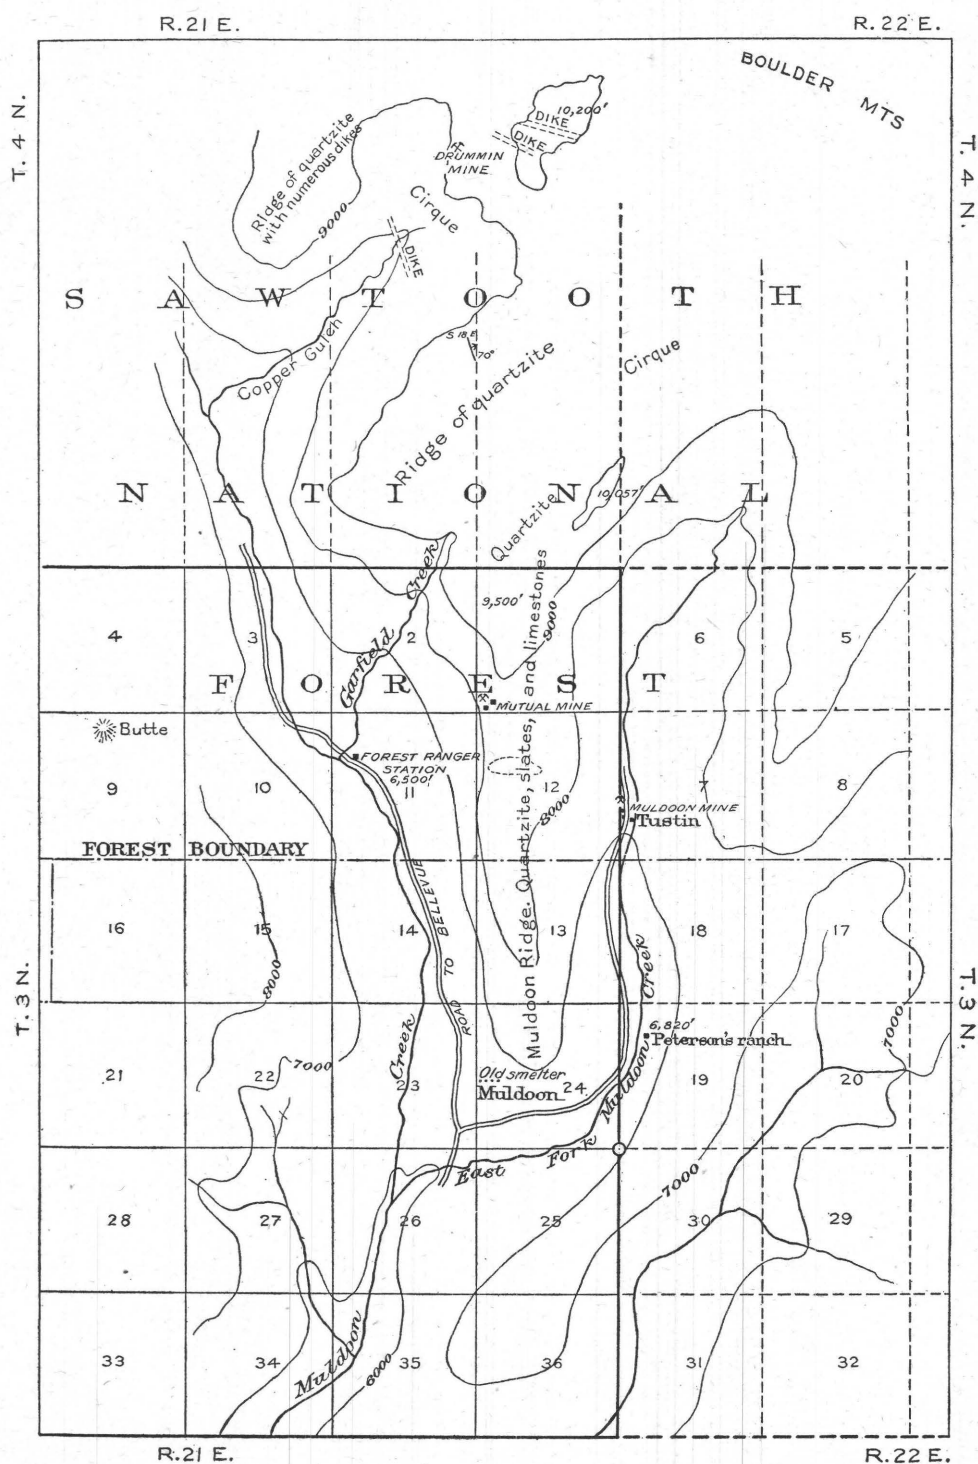 R.21 E.
R.22 E.
BOULDER MTS
T. 4 N.
T. 4 N.
10,200'
DIKE
DIKE
Ridge of quartzite
with numerous dikes
DRUMMIN
MINE
9000
Cirque
DIKE
SAWTOOTH
S 18 E
70°
Copper Gulch
Ridge of quartzite
Cirque
NATIONAL
10,057'
Quartzite
Garfield Creek
9,500'
9000
4
3
2
6
5
FOREST
MUTUAL MINE
Butte
FOREST RANGER
STATION
6,500'
9
10
11
12
7
8
8000
MULDOON MINE
Tustin
FOREST BOUNDARY
Muldoon Ridge. Quartzite, slates, and limestones
16
15
14
13
18
17
ROAD TO BELLEVUE
8000
T. 3 N.
T. 3 N.
Creek
7000
6,820'
Peterson's ranch
7000
21
22
23
24
19
20
Creek
Old smelter
Muldoon
East Fork Muldoon
7000
28
27
26
25
30
29
33
34
35
36
31
32
Muldoon
6000
R.21 E.
R.22 E.